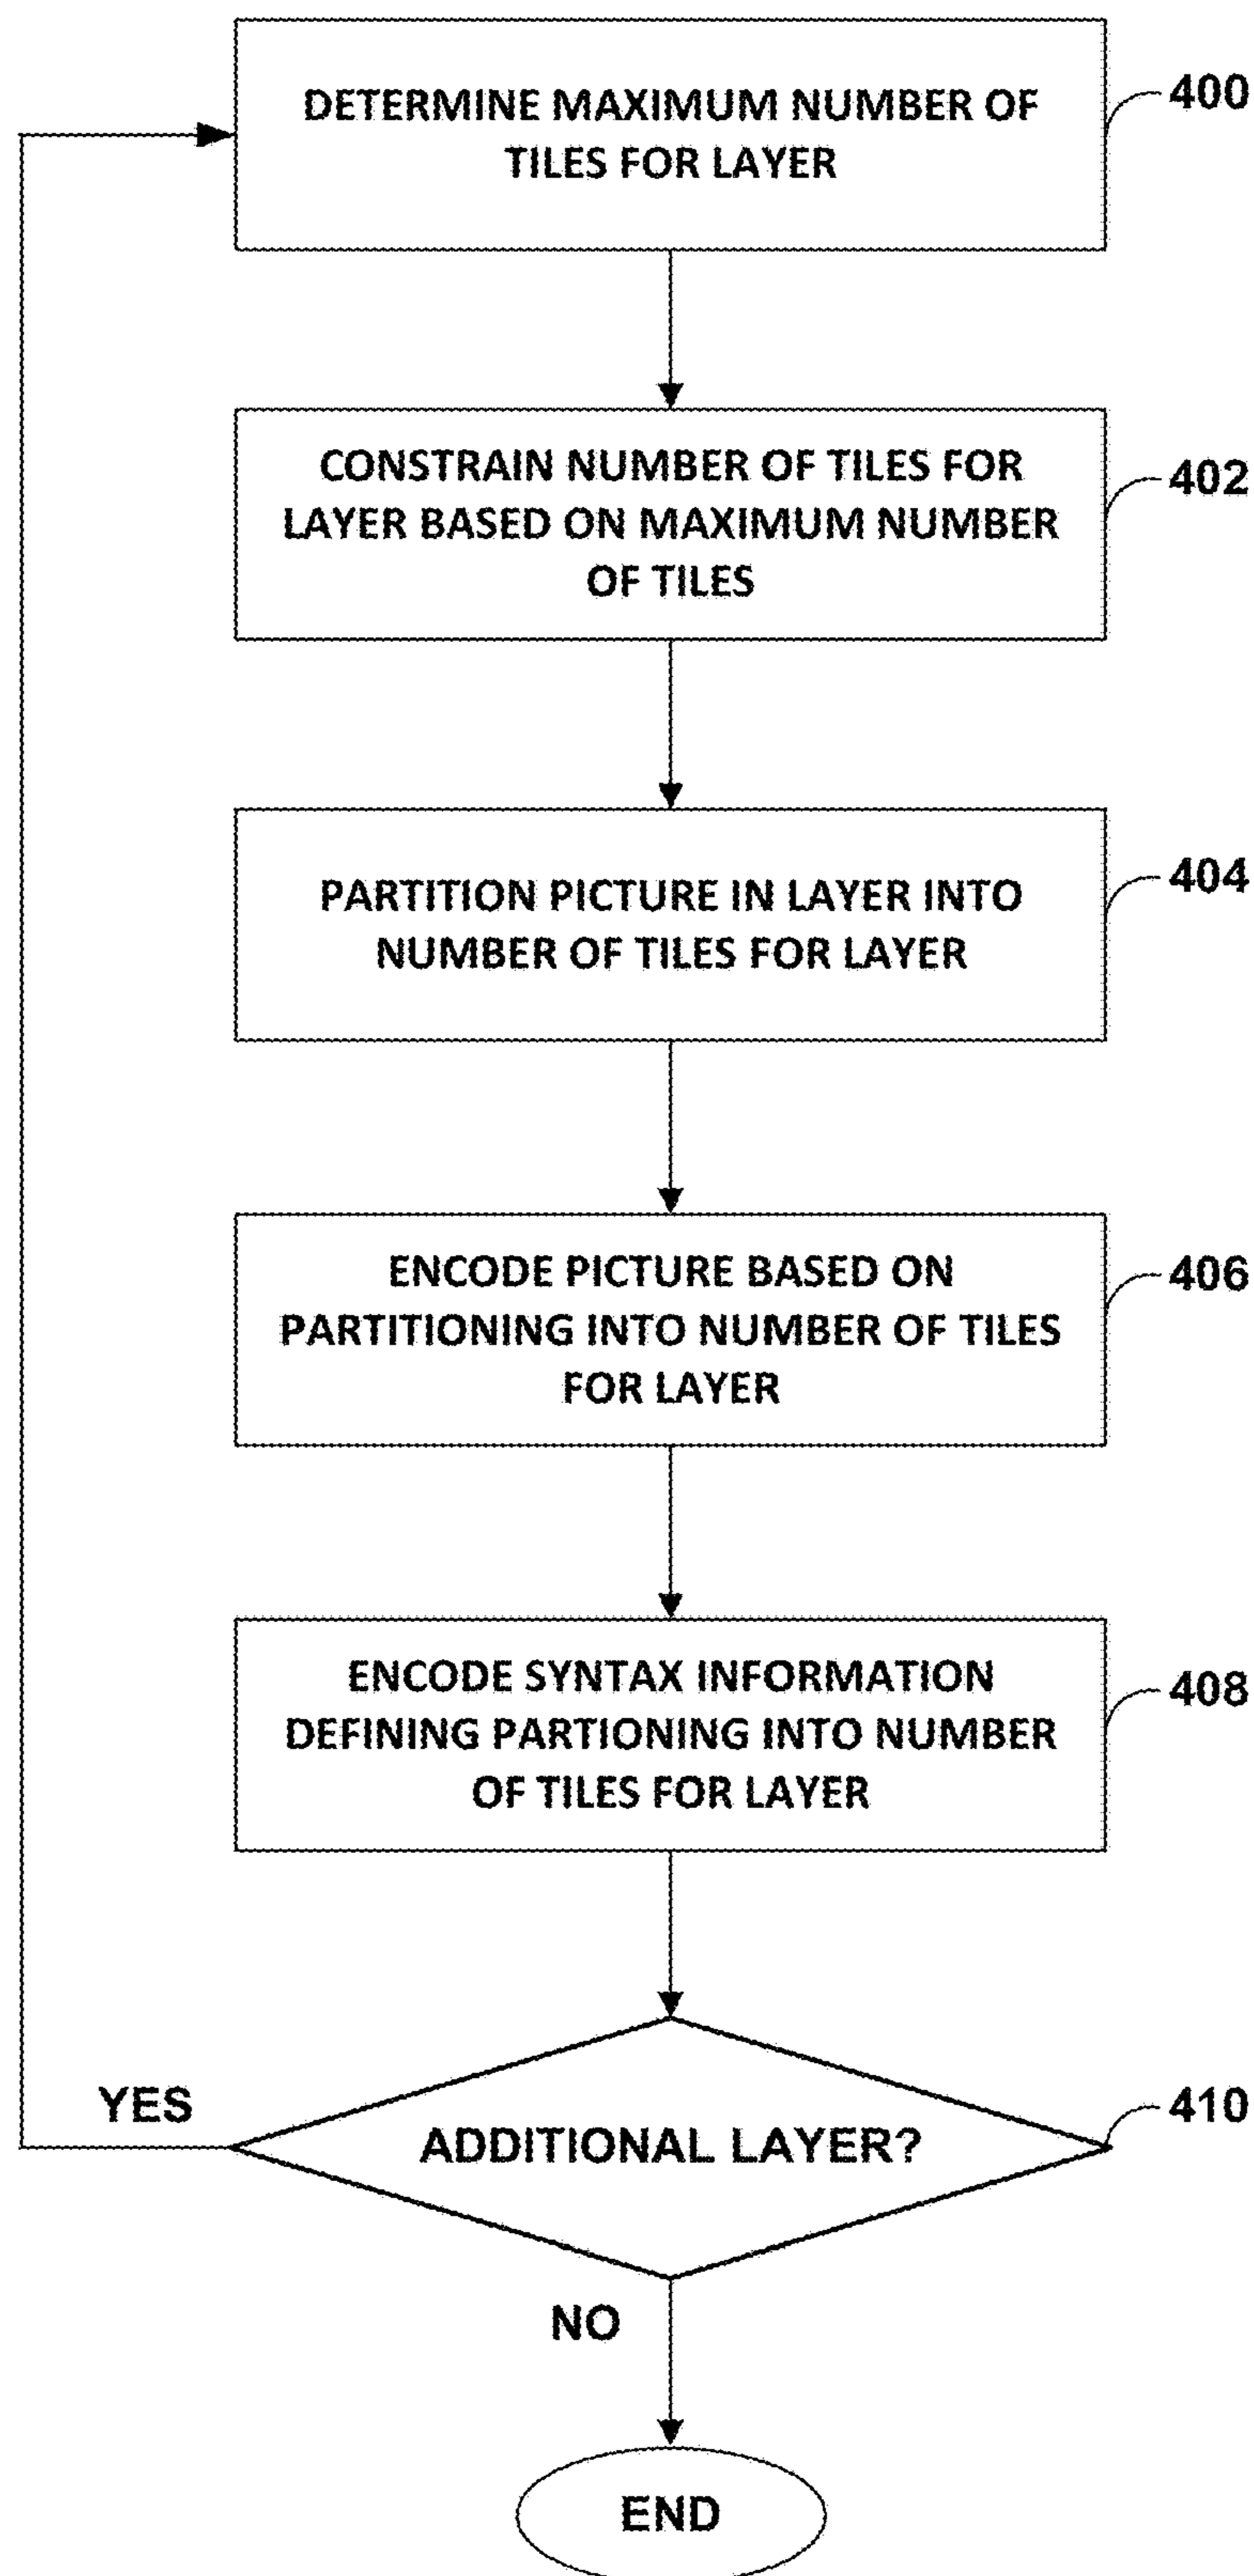 DETERMINE MAXIMUM NUMBER OF
TILES FOR LAYER
400
CONSTRAIN NUMBER OF TILES FOR
LAYER BASED ON MAXIMUM NUMBER
OF TILES
402
PARTITION PICTURE IN LAYER INTO
NUMBER OF TILES FOR LAYER
404
ENCODE PICTURE BASED ON
PARTITIONING INTO NUMBER OF TILES
FOR LAYER
406
ENCODE SYNTAX INFORMATION
DEFINING PARTIONING INTO NUMBER
OF TILES FOR LAYER
408
YES
ADDITIONAL LAYER?
410
NO
END